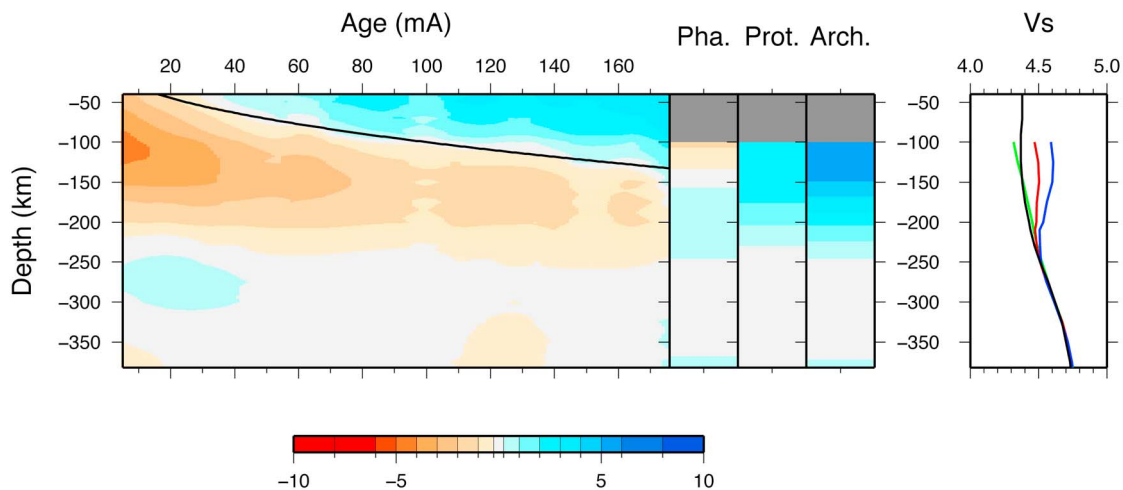 Age (mA)
Pha. Prot. Arch.
Vs
20 40 60 80 100 120 140 160
4.0 4.5 5.0
Depth (km)
−50 −50
−100 −100
−150 −150
−200 −200
−250 −250
−300 −300
−350 −350
−10 −5 5 10